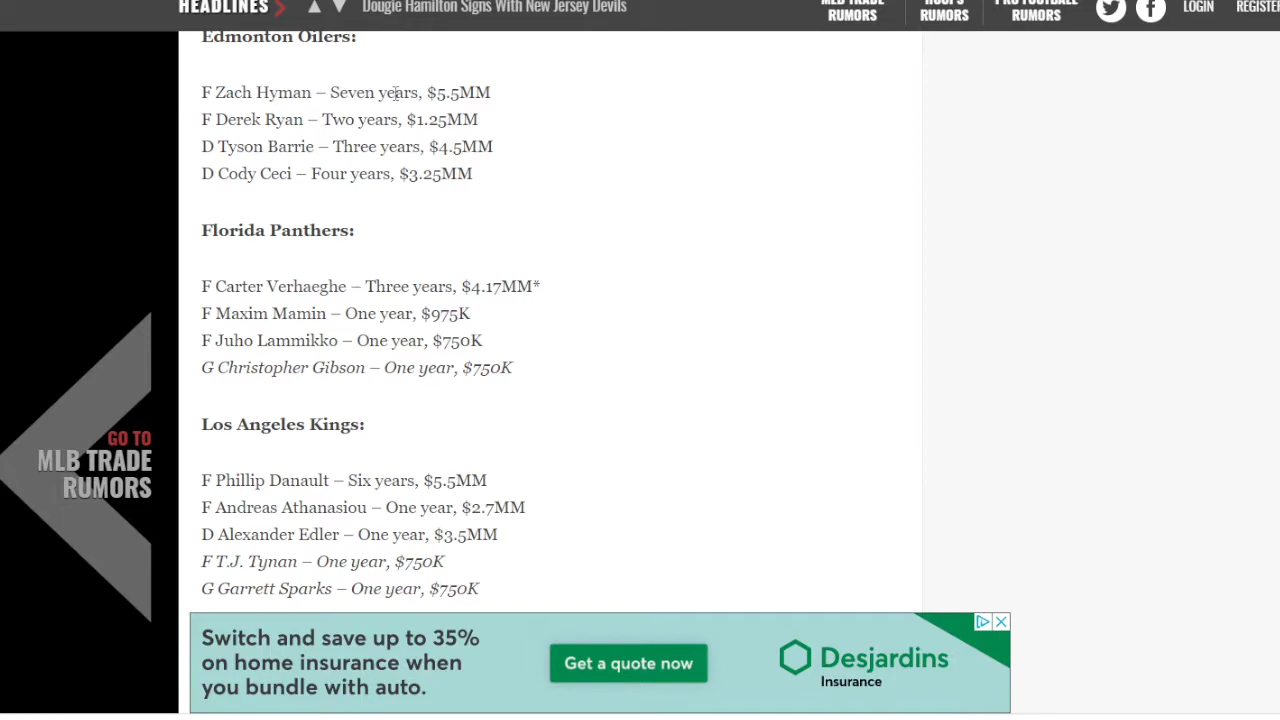 HEADLINES
Dougie Hamilton Signs With New Jersey Devils
MLB TRADE
RUMORS
HOOPS
RUMORS
PRO FOOTBALL
RUMORS
LOGIN
REGISTER
Edmonton Oilers:
F Zach Hyman – Seven years, $5.5MM
F Derek Ryan – Two years, $1.25MM
D Tyson Barrie – Three years, $4.5MM
D Cody Ceci – Four years, $3.25MM
Florida Panthers:
F Carter Verhaeghe – Three years, $4.17MM*
F Maxim Mamin – One year, $975K
F Juho Lammikko – One year, $750K
G Christopher Gibson – One year, $750K
Los Angeles Kings:
F Phillip Danault – Six years, $5.5MM
F Andreas Athanasiou – One year, $2.7MM
D Alexander Edler – One year, $3.5MM
F T.J. Tynan – One year, $750K
G Garrett Sparks – One year, $750K
GO TO
MLB TRADE
RUMORS
Switch and save up to 35%
on home insurance when
you bundle with auto.
Get a quote now
Desjardins
Insurance